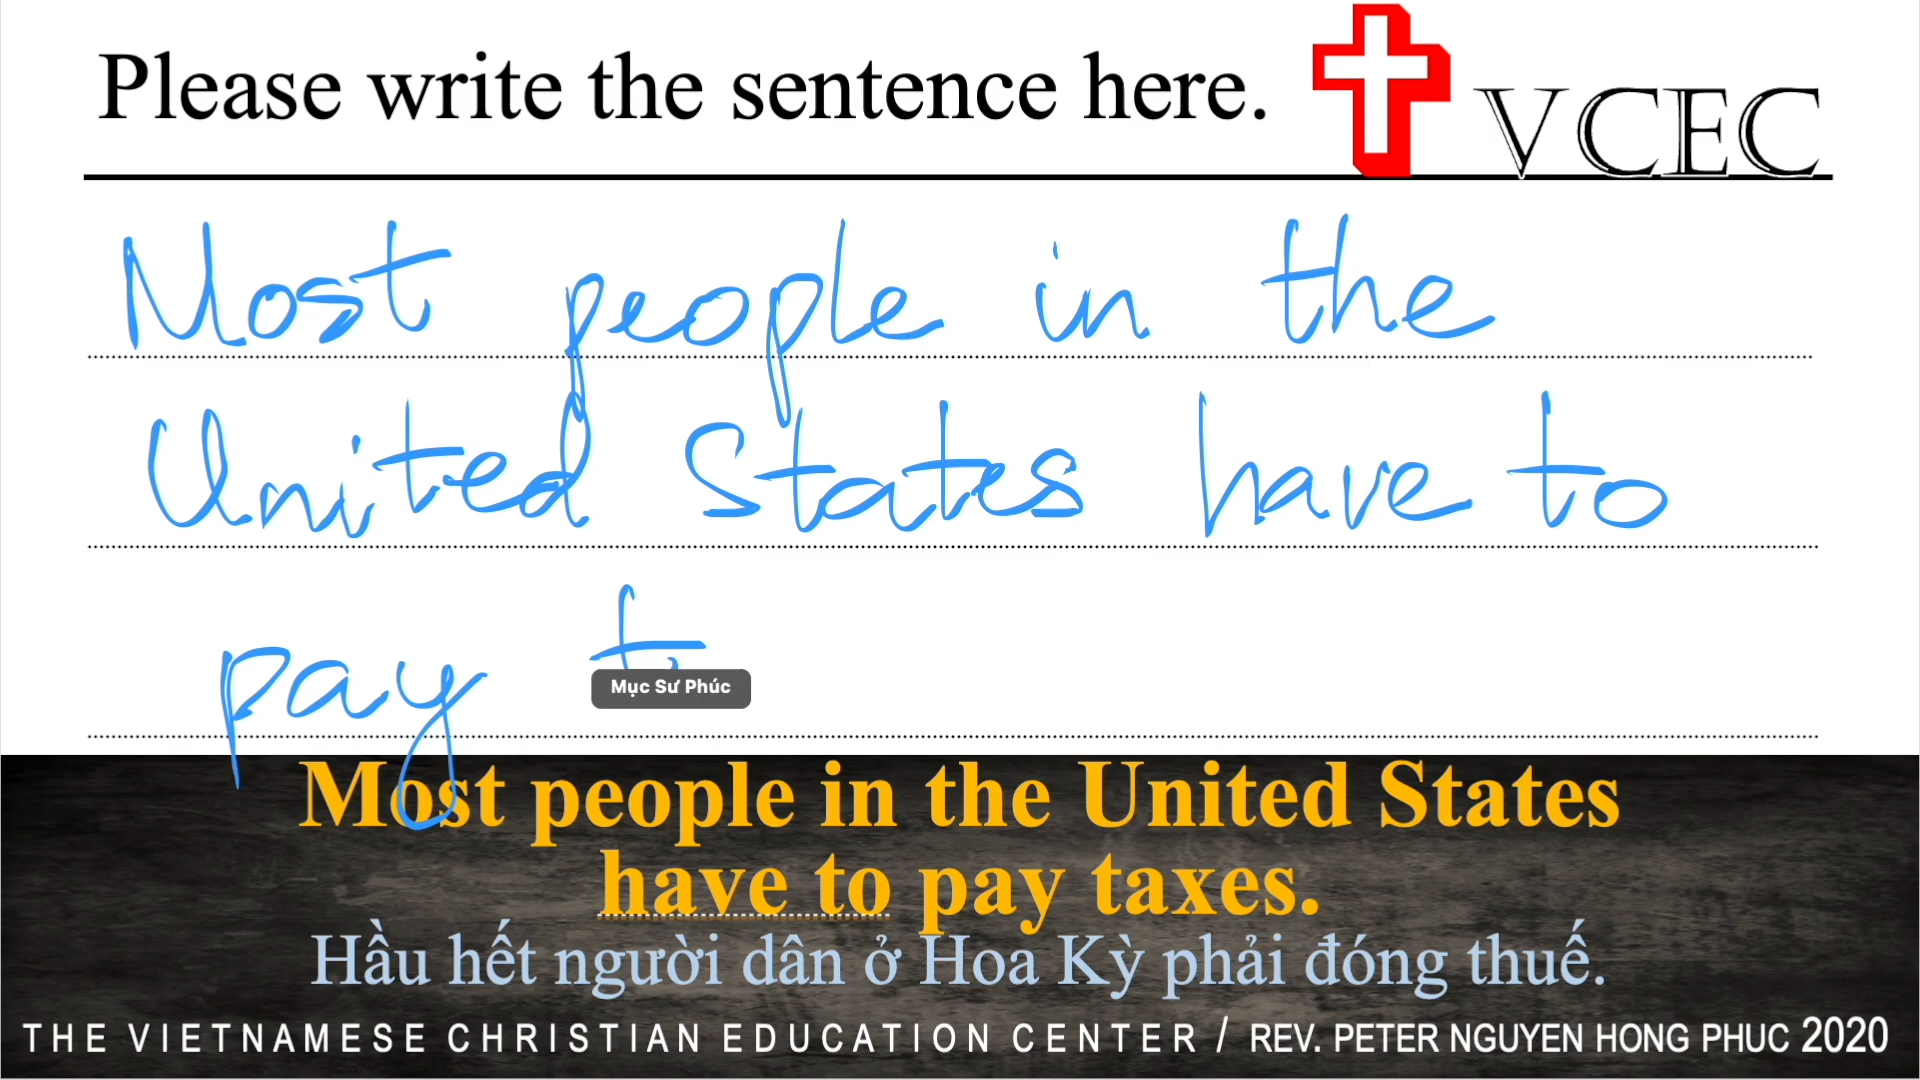 Please write the sentence here.
VCEC
Most people in the
United States have to
pay t
Mục Sư Phúc
Most people in the United States
have to pay taxes.
Hầu hết người dân ở Hoa Kỳ phải đóng thuế.
THE VIETNAMESE CHRISTIAN EDUCATION CENTER / REV. PETER NGUYEN HONG PHUC 2020